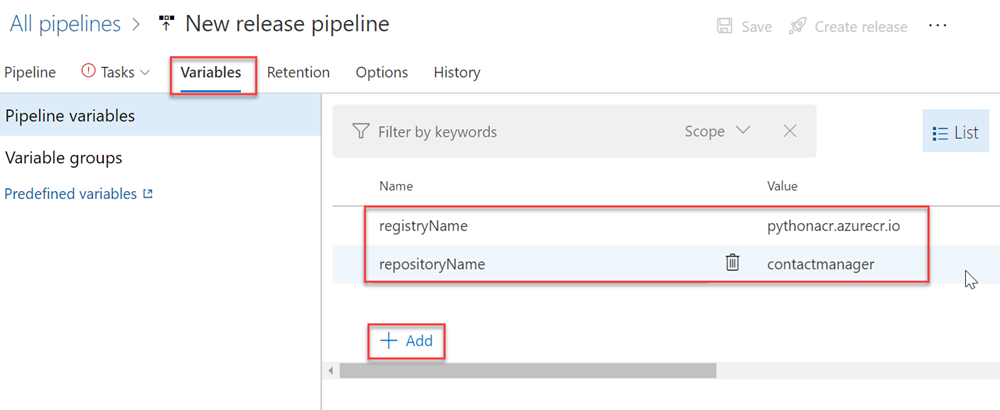 All pipelines > New release pipeline Save Create release ...
Pipeline Tasks Variables Retention Options History
Pipeline variables
Variable groups
Predefined variables
Filter by keywords Scope List
Name Value
registryName pythonacr.azurecr.io
repositoryName contactmanager
+ Add